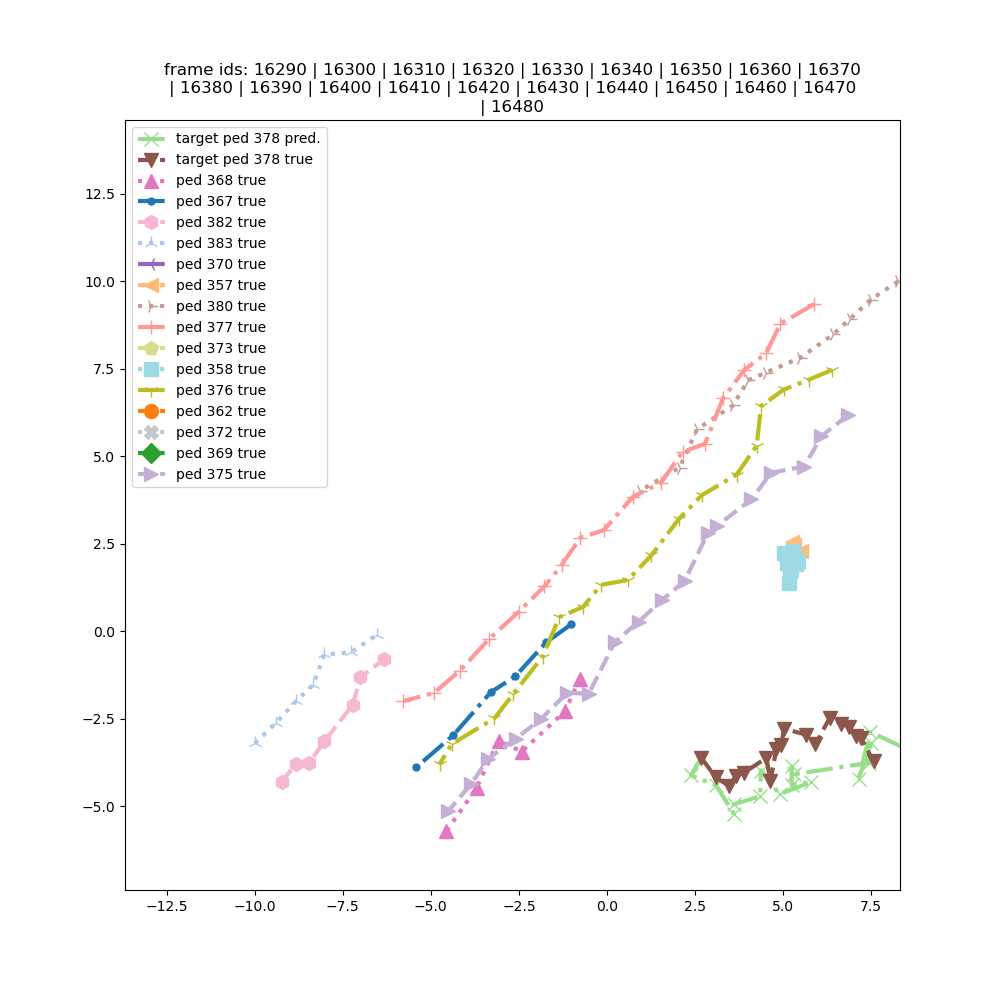 frame ids: 16290 | 16300 | 16310 | 16320 | 16330 | 16340 | 16350 | 16360 | 16370
| 16380 | 16390 | 16400 | 16410 | 16420 | 16430 | 16440 | 16450 | 16460 | 16470
| 16480
target ped 378 pred.
target ped 378 true
ped 368 true
ped 367 true
ped 382 true
ped 383 true
ped 370 true
ped 357 true
ped 380 true
ped 377 true
ped 373 true
ped 358 true
ped 376 true
ped 362 true
ped 372 true
ped 369 true
ped 375 true
12.5
10.0
7.5
5.0
2.5
0.0
−2.5
−5.0
−12.5 −10.0 −7.5 −5.0 −2.5 0.0 2.5 5.0 7.5